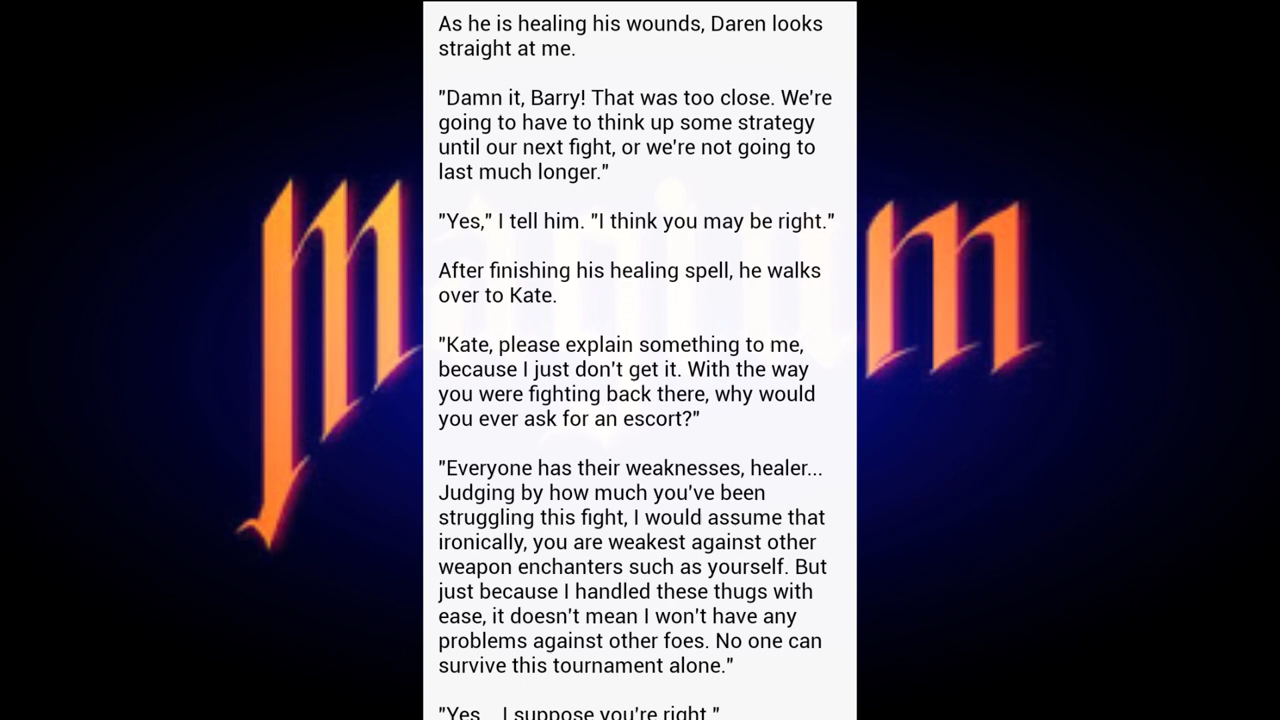 As he is healing his wounds, Daren looks
straight at me.
"Damn it, Barry! That was too close. We're
going to have to think up some strategy
until our next fight, or we're not going to
last much longer."
"Yes," I tell him. "I think you may be right."
After finishing his healing spell, he walks
over to Kate.
"Kate, please explain something to me,
because I just don't get it. With the way
you were fighting back there, why would
you ever ask for an escort?"
"Everyone has their weaknesses, healer...
Judging by how much you've been
struggling this fight, I would assume that
ironically, you are weakest against other
weapon enchanters such as yourself. But
just because I handled these thugs with
ease, it doesn't mean I won't have any
problems against other foes. No one can
survive this tournament alone."
"Yes... I suppose you're right."
M m